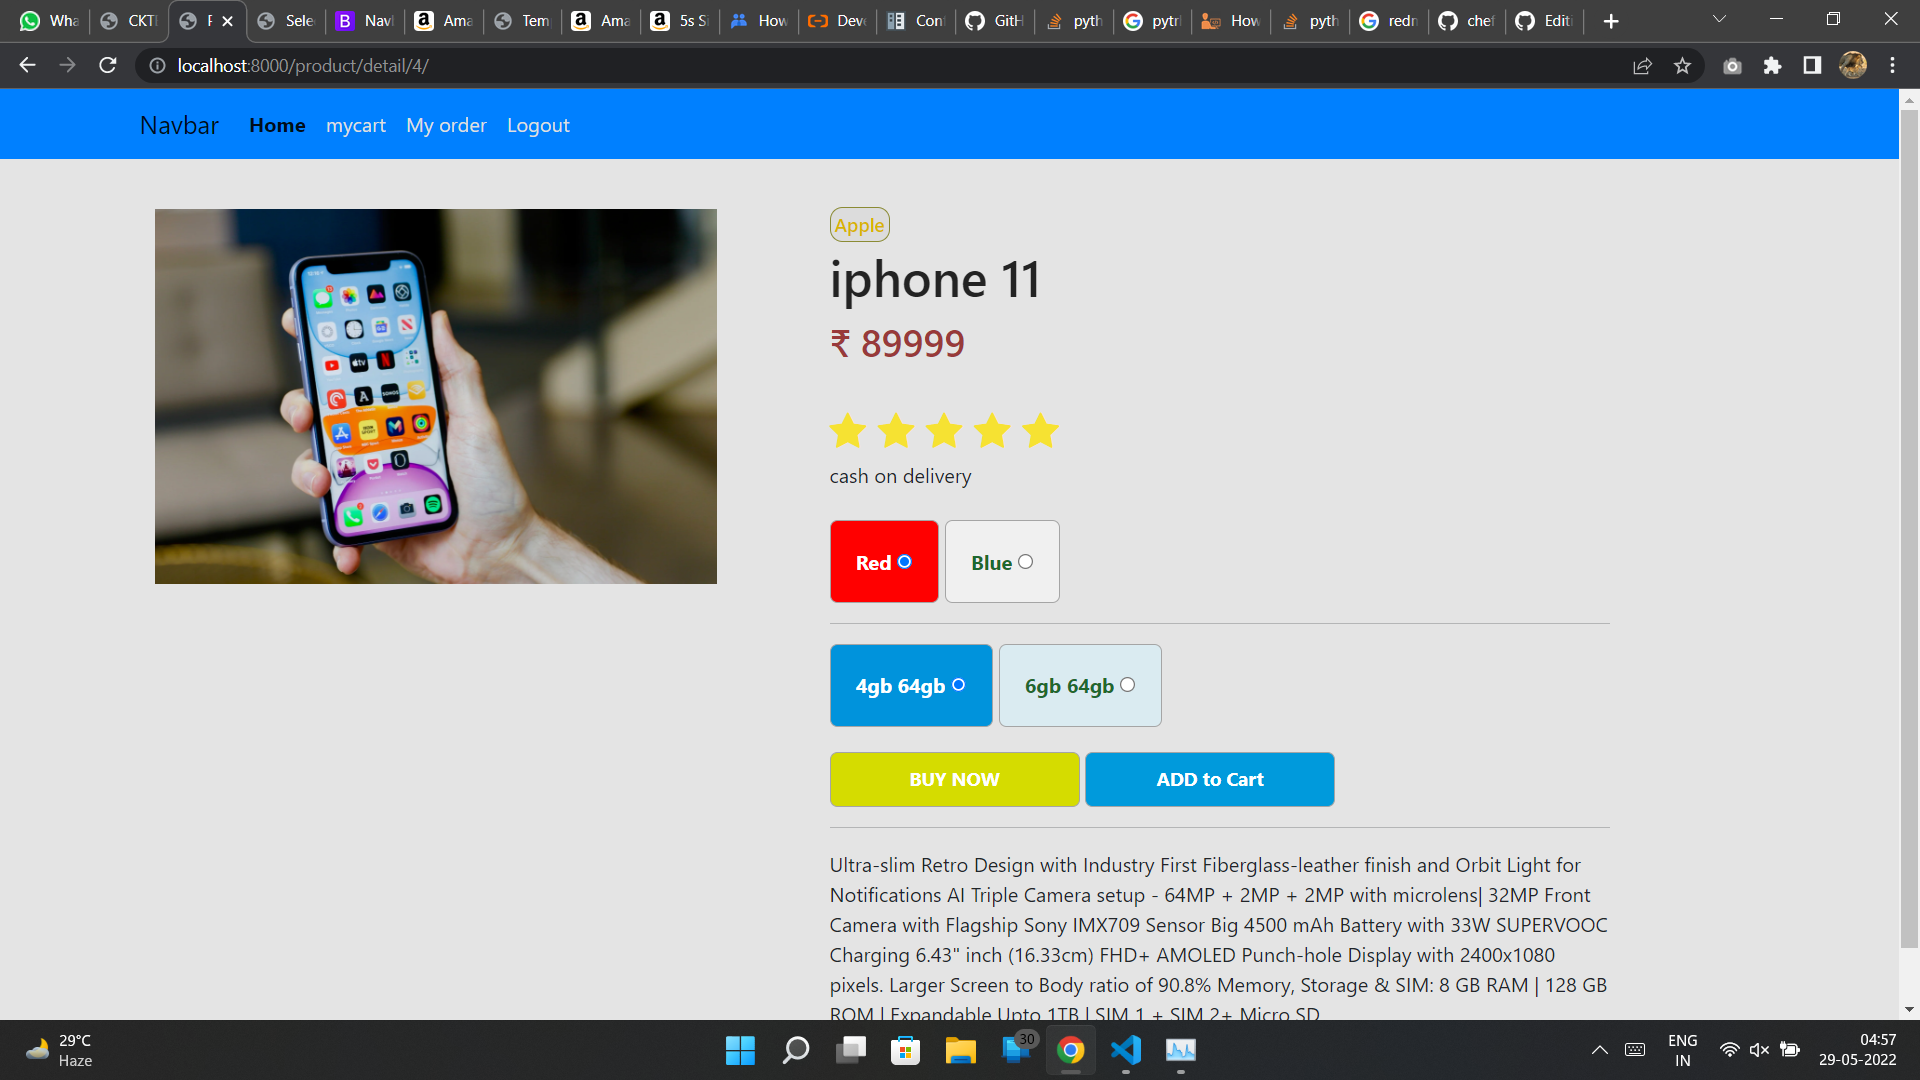 Wha
CKT
F
Sele
Navl
Ama
Tem
Ama
5s Si
How
Deve
Con
GitH
pyth
pytrl
How
pyth
redn
chef
Editi
localhost:8000/product/detail/4/
Navbar Home mycart My order Logout
Apple
iphone 11
₹ 89999
cash on delivery
Red Blue
4gb 64gb 6gb 64gb
BUY NOW ADD to Cart
Ultra-slim Retro Design with Industry First Fiberglass-leather finish and Orbit Light for
Notifications AI Triple Camera setup - 64MP + 2MP + 2MP with microlens| 32MP Front
Camera with Flagship Sony IMX709 Sensor Big 4500 mAh Battery with 33W SUPERVOOC
Charging 6.43" inch (16.33cm) FHD+ AMOLED Punch-hole Display with 2400x1080
pixels. Larger Screen to Body ratio of 90.8% Memory, Storage & SIM: 8 GB RAM | 128 GB
ROM | Expandable Upto 1TB | SIM 1 + SIM 2+ Micro SD
29°C
Haze
30
ENG
IN
04:57
29-05-2022